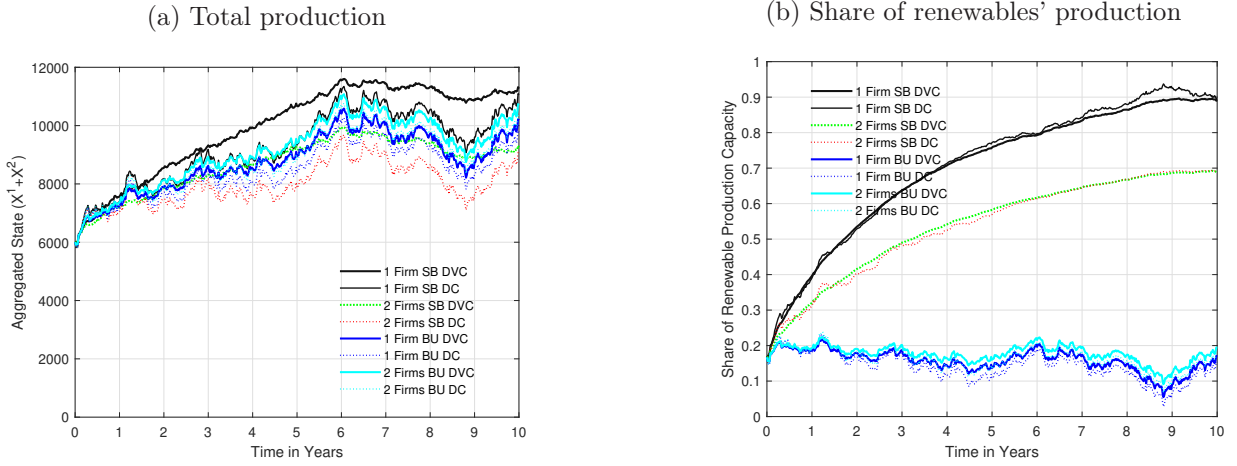 (a) Total production
Aggregated State (X¹+X²)
12000
10000
8000
6000
4000
2000
0
1 Firm SB DVC
1 Firm SB DC
2 Firms SB DVC
2 Firms SB DC
1 Firm BU DVC
1 Firm BU DC
2 Firms BU DVC
2 Firms BU DC
0 1 2 3 4 5 6 7 8 9 10
Time in Years
(b) Share of renewables' production
Share of Renewable Production Capacity
1
0.9
0.8
0.7
0.6
0.5
0.4
0.3
0.2
0.1
0
1 Firm SB DVC
1 Firm SB DC
2 Firms SB DVC
2 Firms SB DC
1 Firm BU DVC
1 Firm BU DC
2 Firms BU DVC
2 Firms BU DC
0 1 2 3 4 5 6 7 8 9 10
Time in Years